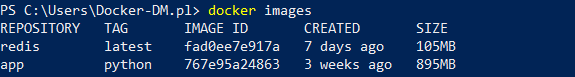 PS C:\Users\Docker-DM.pl> docker images
REPOSITORY TAG IMAGE ID CREATED SIZE
redis latest fad0ee7e917a 7 days ago 105MB
app python 767e95a24863 3 weeks ago 895MB